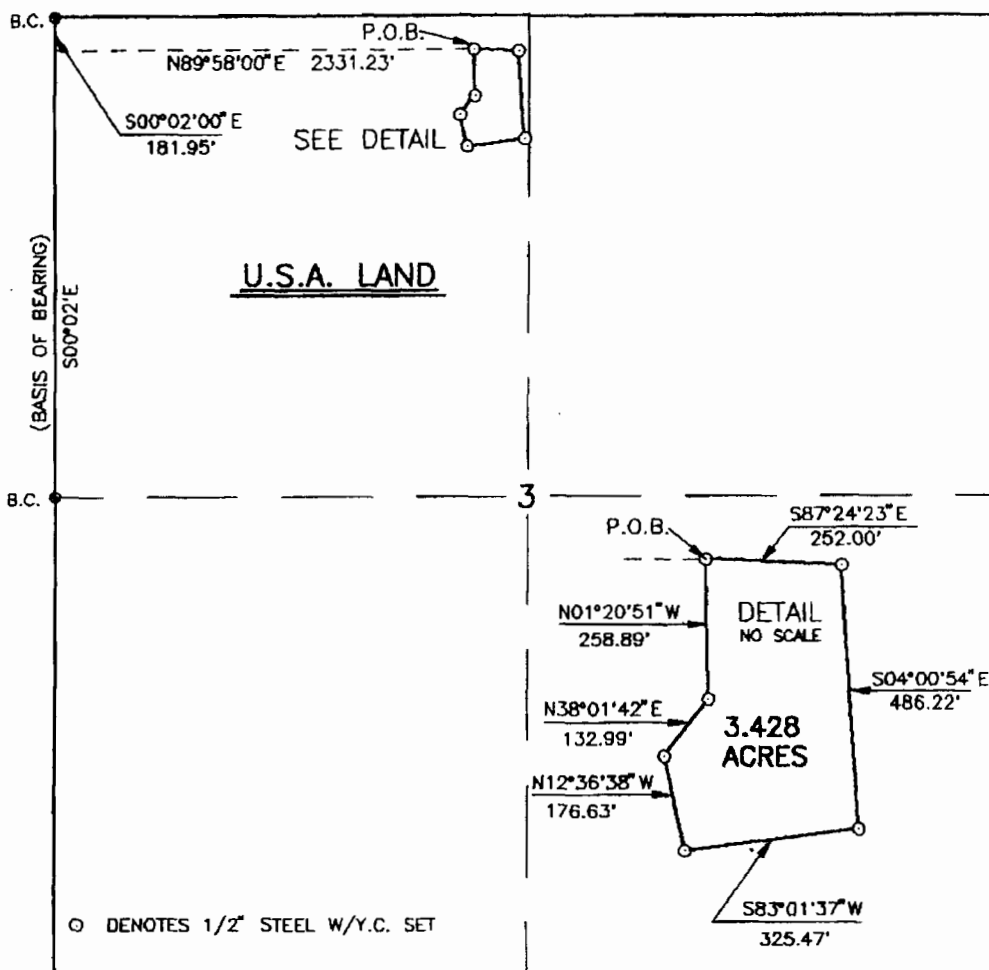 B.C.
P.O.B.
N89°58'00"E 2331.23'
S00°02'00"E
181.95'
SEE DETAIL
U.S.A. LAND
(BASIS OF BEARING)
S00°02'E
B.C.
3
P.O.B.
S87°24'23"E
252.00'
N01°20'51"W
258.89'
DETAIL
NO SCALE
S04°00'54"E
486.22'
N38°01'42"E
132.99'
3.428
ACRES
N12°36'38"W
176.63'
S83°01'37"W
325.47'
DENOTES 1/2" STEEL W/Y.C. SET